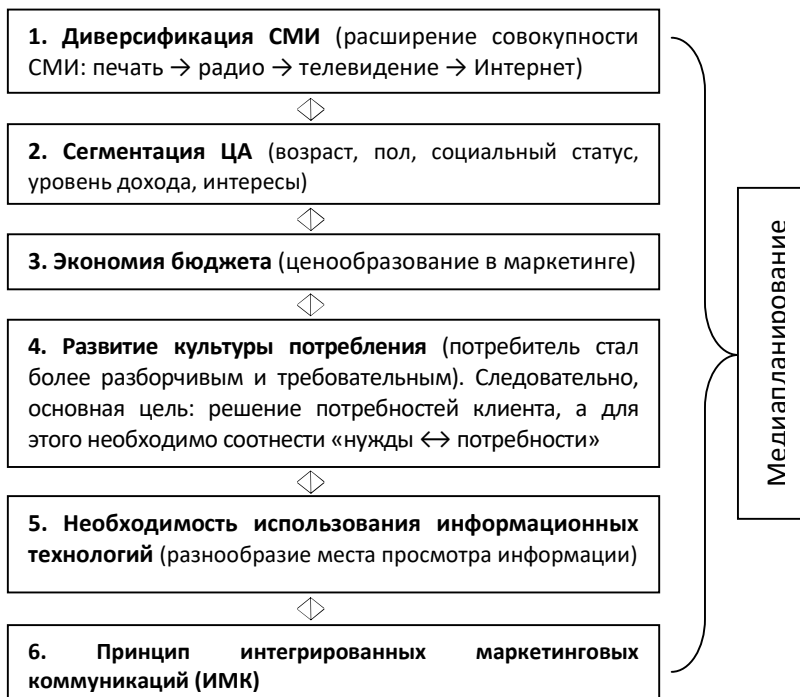 1. Диверсификация СМИ (расширение совокупности
СМИ: печать → радио → телевидение → Интернет)
2. Сегментация ЦА (возраст, пол, социальный статус,
уровень дохода, интересы)
3. Экономия бюджета (ценообразование в маркетинге)
4. Развитие культуры потребления (потребитель стал
более разборчивым и требовательным). Следовательно,
основная цель: решение потребностей клиента, а для
этого необходимо соотнести «нужды ↔ потребности»
5. Необходимость использования информационных
технологий (разнообразие места просмотра информации)
6. Принцип интегрированных маркетинговых
коммуникаций (ИМК)
Медиапланирование